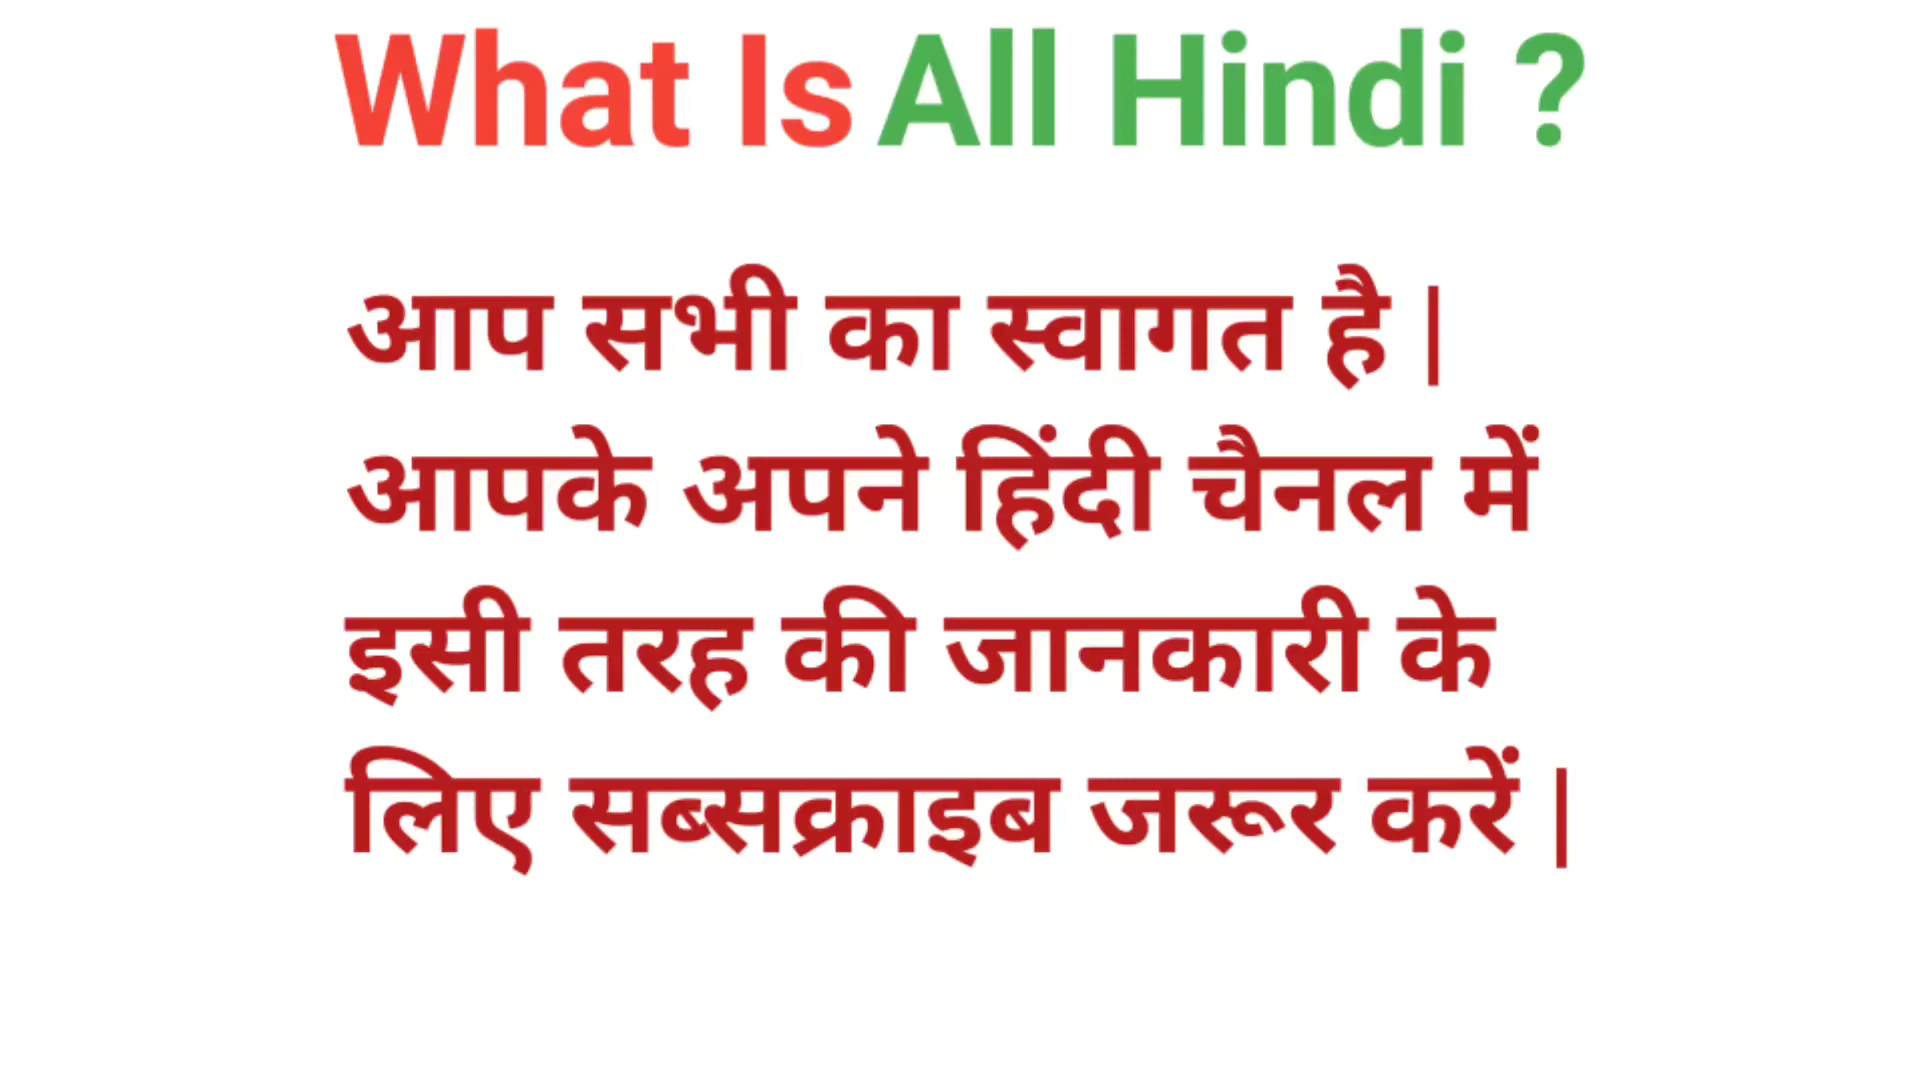 What Is All Hindi ?
आप सभी का स्वागत है |
आपके अपने हिंदी चैनल में
इसी तरह की जानकारी के
लिए सब्सक्राइब जरूर करें |